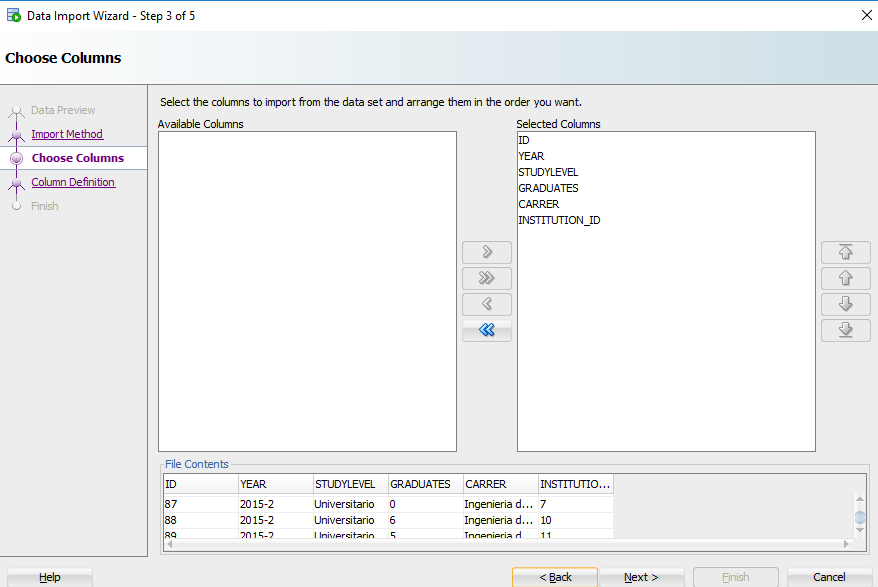 Data Import Wizard - Step 3 of 5
Choose Columns
Data Preview
Import Method
Choose Columns
Column Definition
Finish
Select the columns to import from the data set and arrange them in the order you want.
Available Columns
Selected Columns
ID
YEAR
STUDYLEVEL
GRADUATES
CARRER
INSTITUTION_ID
File Contents
ID YEAR STUDYLEVEL GRADUATES CARRER INSTITUTIO...
87 2015-2 Universitario 0 Ingenieria d... 7
88 2015-2 Universitario 6 Ingenieria d... 10
89 2015-2 Universitario 5 Ingenieria d... 11
Help < Back Next > Finish Cancel